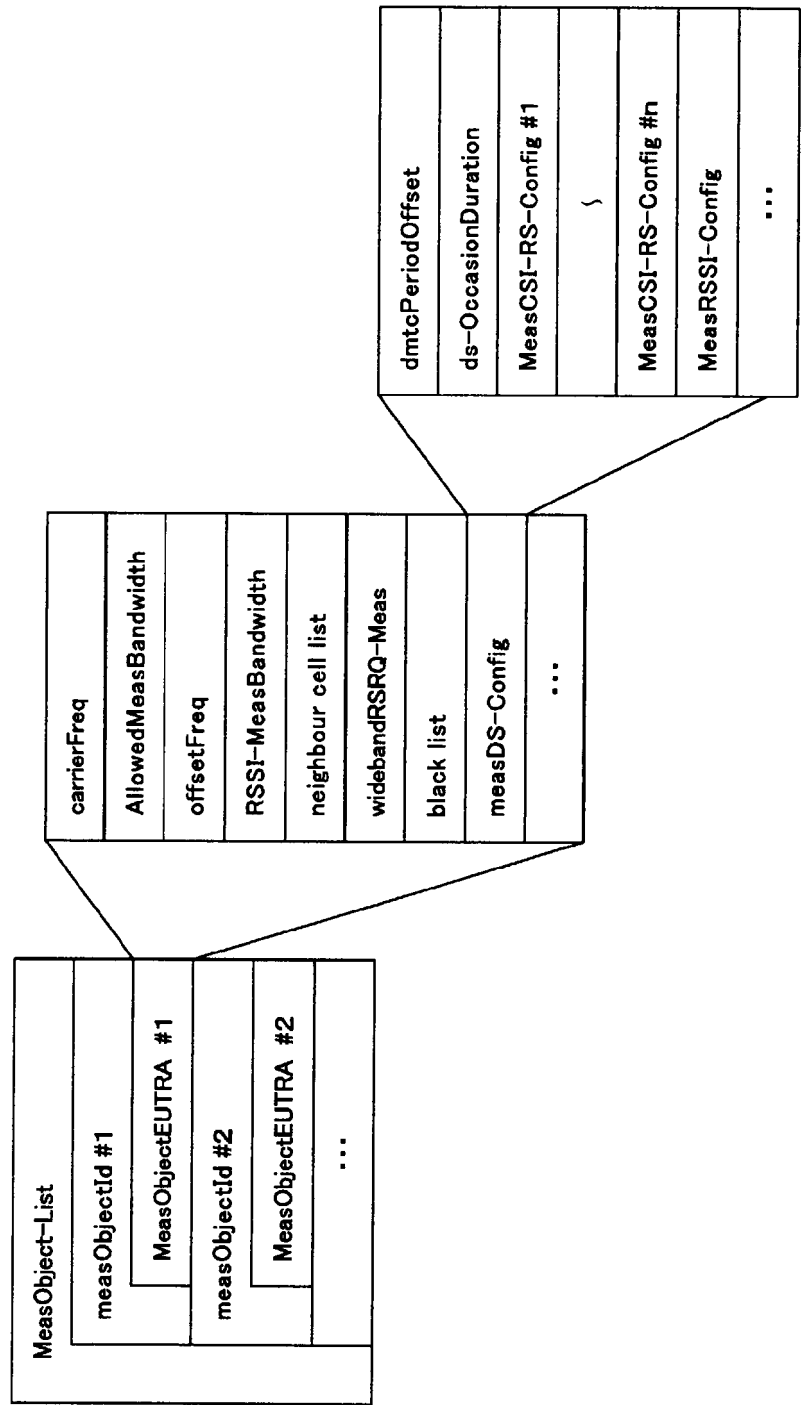 MeasObject-List
measObjectId #1
MeasObjectEUTRA #1
measObjectId #2
MeasObjectEUTRA #2
...
carrierFreq
AllowedMeasBandwidth
offsetFreq
RSSI-MeasBandwidth
neighbour cell list
widebandRSRQ-Meas
black list
measDS-Config
...
dmtcPeriodOffset
ds-OccasionDuration
MeasCSI-RS-Config #1
~
MeasCSI-RS-Config #n
MeasRSSI-Config
...